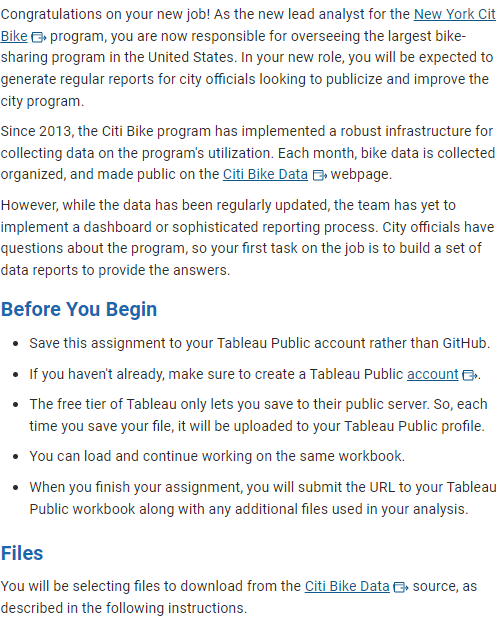 Congratulations on your new job! As the new lead analyst for the New York Cit
Bike program, you are now responsible for overseeing the largest bike-
sharing program in the United States. In your new role, you will be expected to
generate regular reports for city officials looking to publicize and improve the
city program.
Since 2013, the Citi Bike program has implemented a robust infrastructure for
collecting data on the program's utilization. Each month, bike data is collected
organized, and made public on the Citi Bike Data webpage.
However, while the data has been regularly updated, the team has yet to
implement a dashboard or sophisticated reporting process. City officials have
questions about the program, so your first task on the job is to build a set of
data reports to provide the answers.
Before You Begin
• Save this assignment to your Tableau Public account rather than GitHub.
• If you haven't already, make sure to create a Tableau Public account.
• The free tier of Tableau only lets you save to their public server. So, each
time you save your file, it will be uploaded to your Tableau Public profile.
• You can load and continue working on the same workbook.
• When you finish your assignment, you will submit the URL to your Tableau
Public workbook along with any additional files used in your analysis.
Files
You will be selecting files to download from the Citi Bike Data source, as
described in the following instructions.